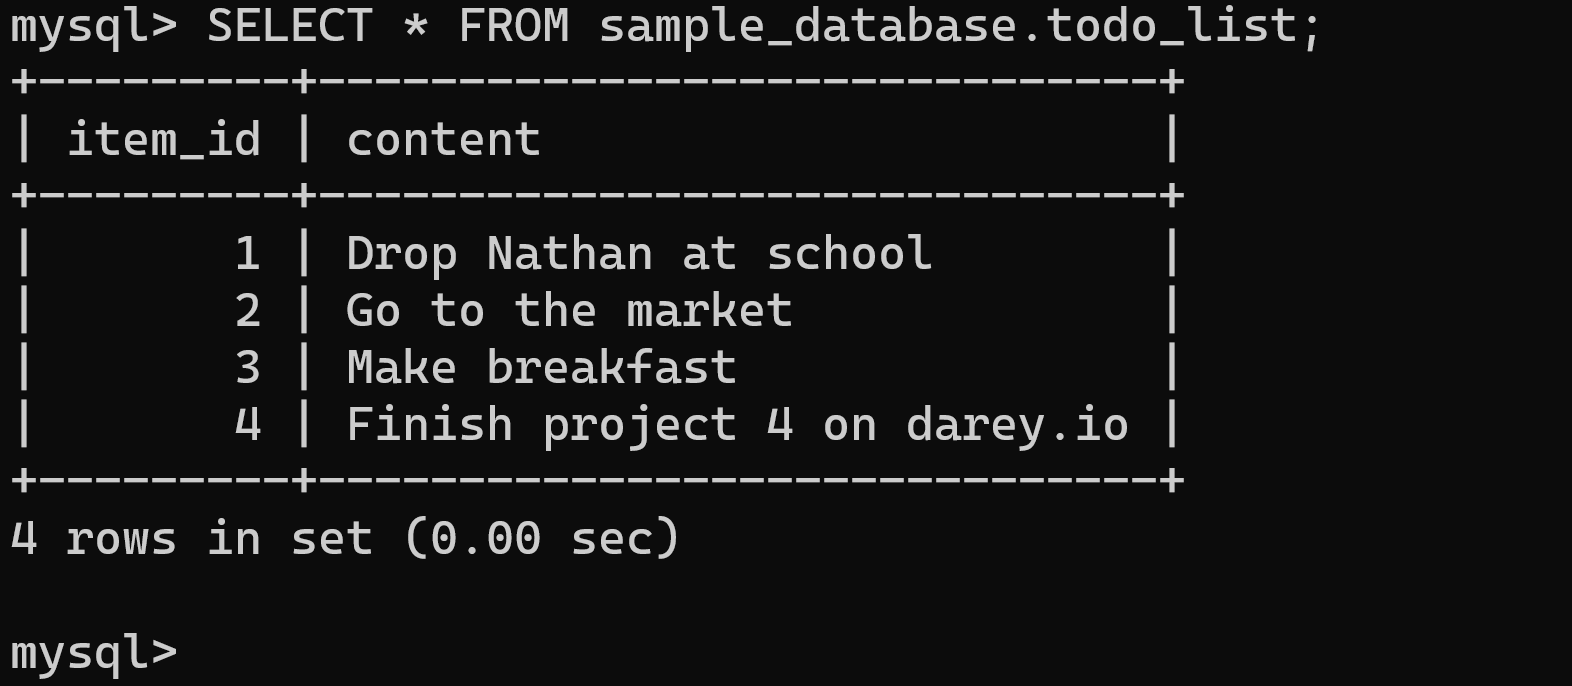 mysql> SELECT * FROM sample_database.todo_list;
+---------+------------------------------+
| item_id | content                      |
+---------+------------------------------+
|       1 | Drop Nathan at school        |
|       2 | Go to the market             |
|       3 | Make breakfast               |
|       4 | Finish project 4 on darey.io |
+---------+------------------------------+
4 rows in set (0.00 sec)
mysql>